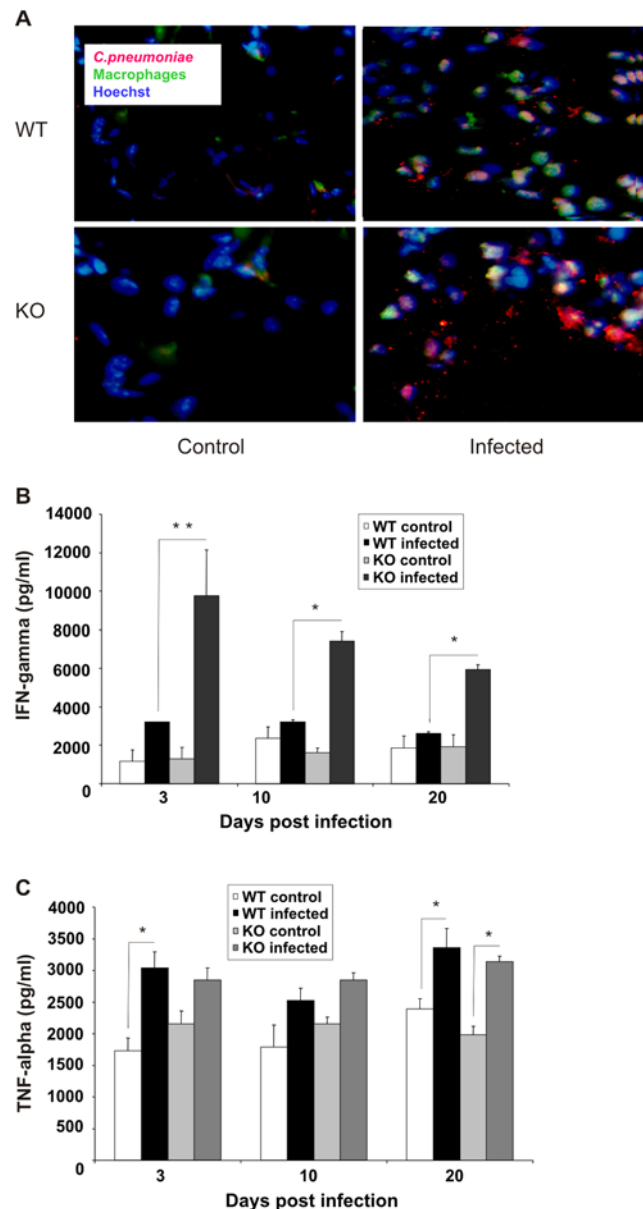 A
C.pneumoniae
Macrophages
Hoechst
WT
KO
Control
Infected
B
14000
12000
10000
8000
6000
4000
2000
0
IFN-gamma (pg/ml)
* *
*
*
WT control
WT infected
KO control
KO infected
3
10
20
Days post infection
C
4000
3500
3000
2500
2000
1500
1000
500
0
TNF-alpha (pg/ml)
*
*
*
WT control
WT infected
KO control
KO infected
3
10
20
Days post infection